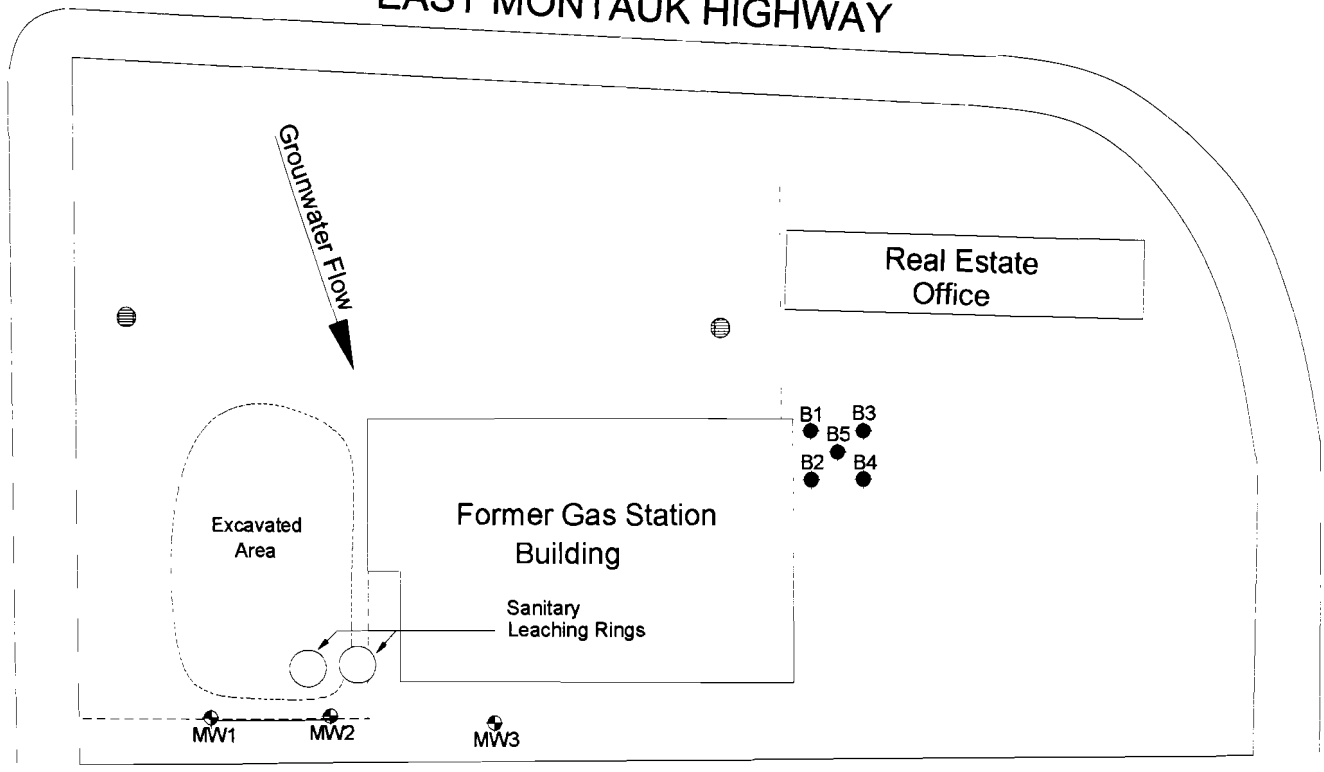 EAST MONTAUK HIGHWAY
Grounwater Flow
Real Estate
Office
B1 B3
B5
B2 B4
Excavated
Area
Former Gas Station
Building
Sanitary
Leaching Rings
MW1 MW2 MW3